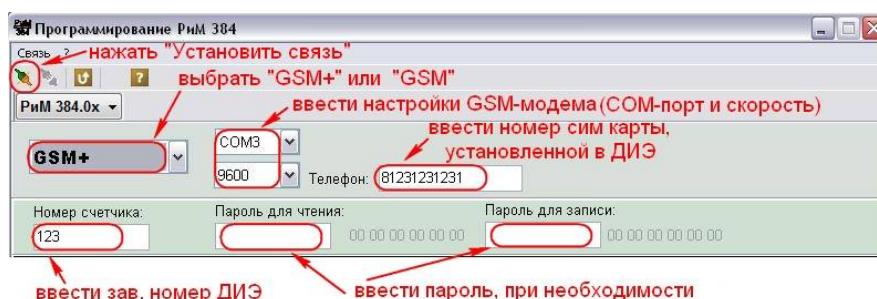 Программирование РиМ 384
Связь ?
нажать "Установить связь"
выбрать "GSM+" или "GSM"
РиМ 384.0x
ввести настройки GSM-модема (COM-порт и скорость)
ввести номер сим карты,
установленной в ДИЭ
GSM+
COM3
9600
Телефон: 81231231231
Номер счетчика:
Пароль для чтения:
Пароль для записи:
123
00 00 00 00 00 00
00 00 00 00 00 00
ввести зав. номер ДИЭ
ввести пароль, при необходимости